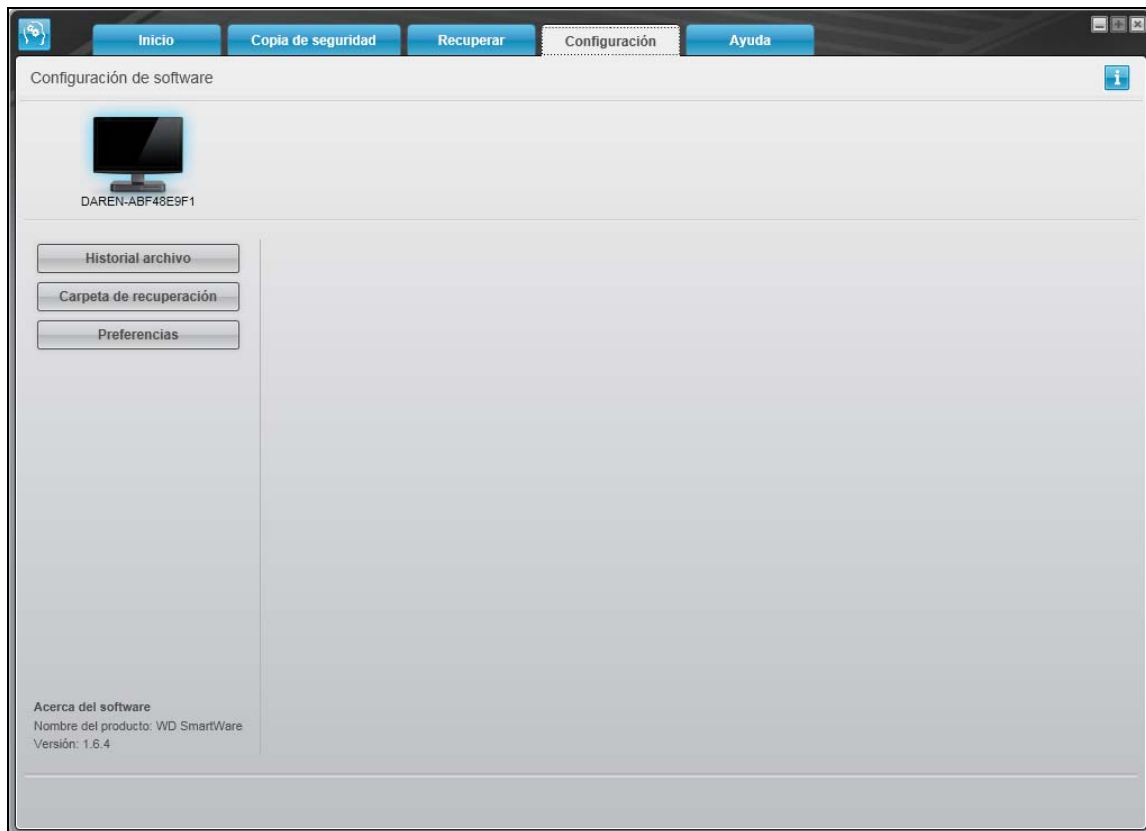 Inicio
Copia de seguridad
Recuperar
Configuración
Ayuda
Configuración de software
i
DAREN-ABF48E9F1
Historial archivo
Carpeta de recuperación
Preferencias
Acerca del software
Nombre del producto: WD SmartWare
Versión: 1.6.4